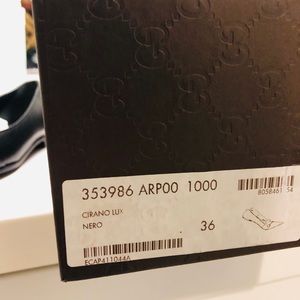 353986 ARP00 1000
CIRANO LUX
NERO
36
ECAP411044A